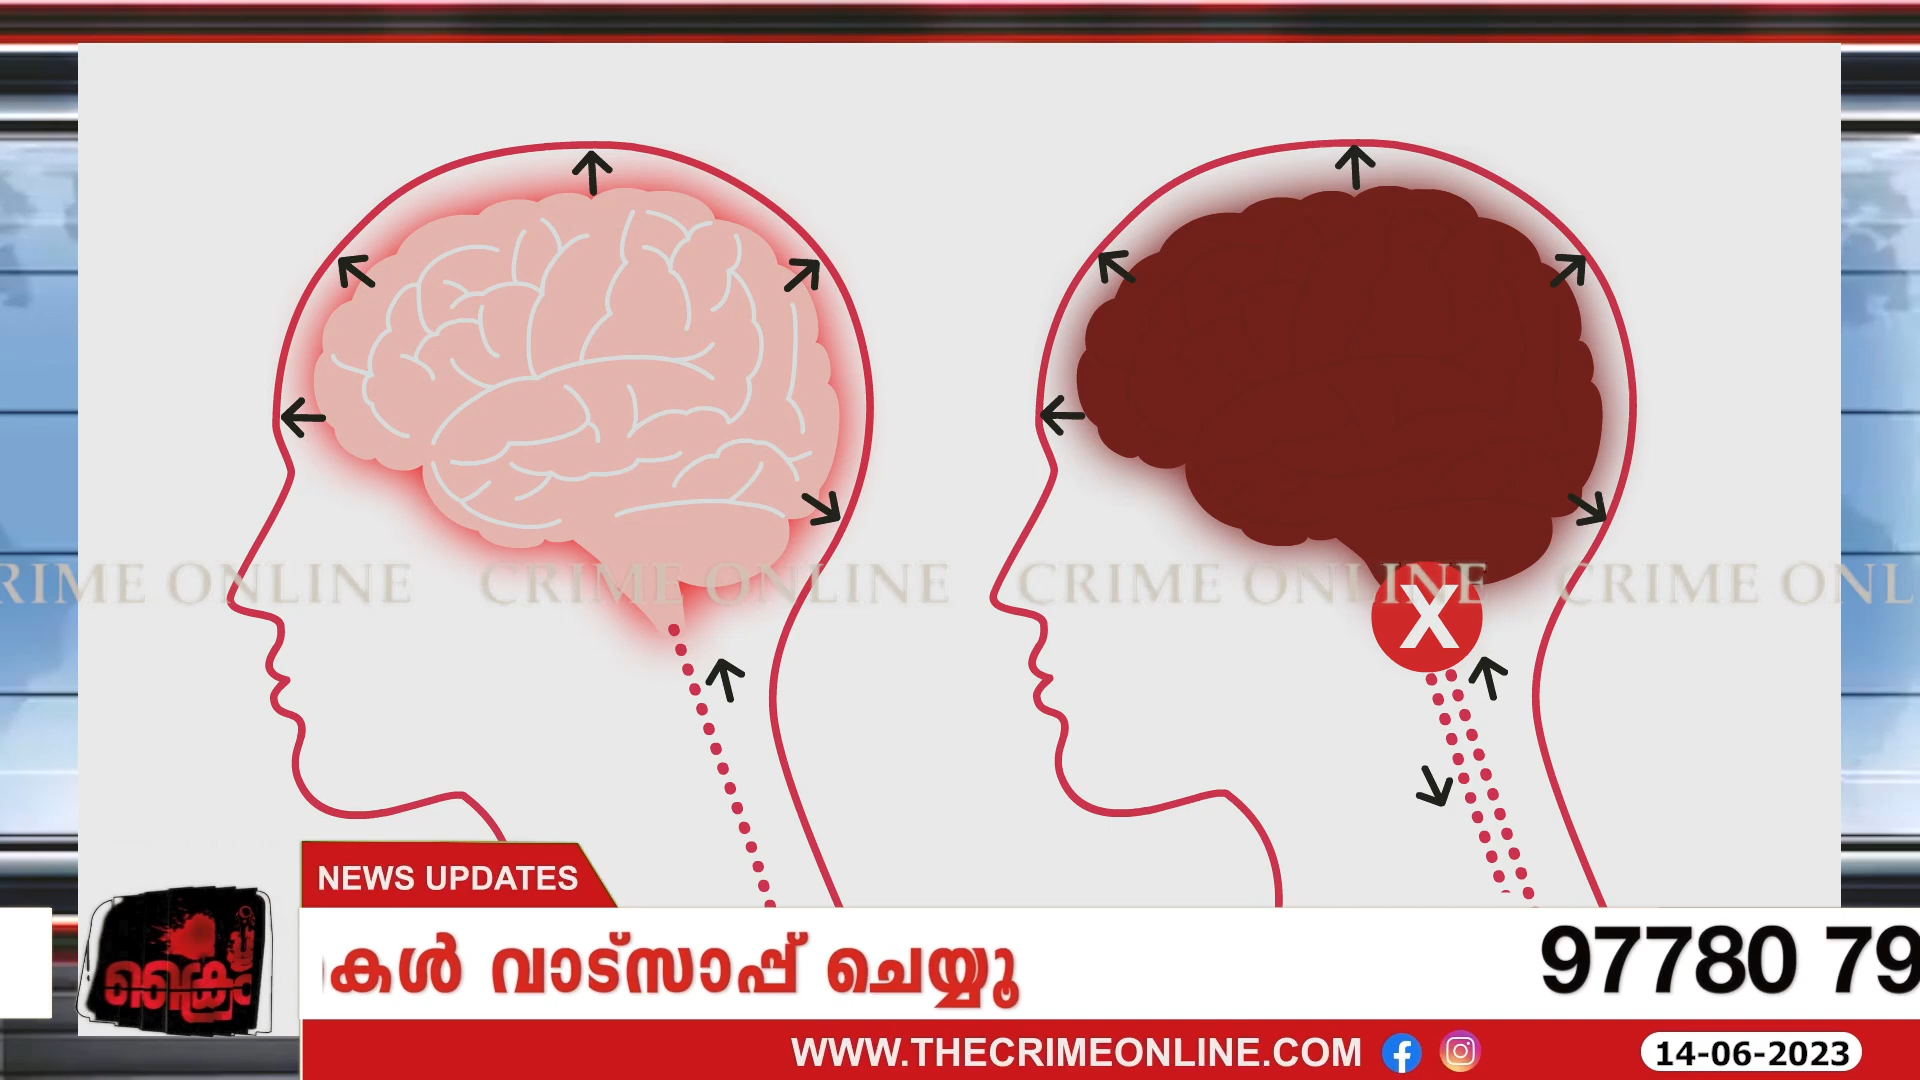 CRIME ONLINE CRIME ONLINE CRIME ONLINE CRIME ONL
X
NEWS UPDATES
ക്രൈം
കൾ വാട്സാപ്പ് ചെയ്യൂ
97780 79
WWW.THECRIMEONLINE.COM
14-06-2023